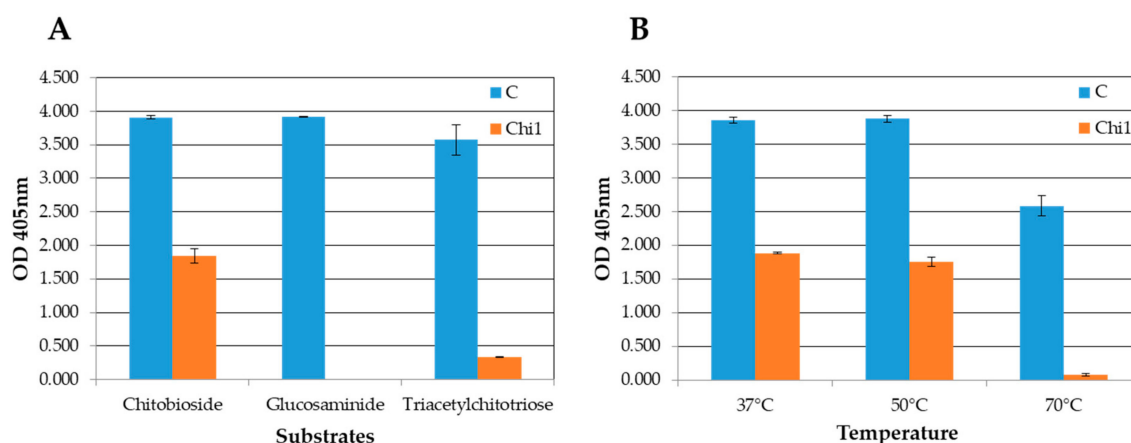 A
4.500
4.000
3.500
3.000
2.500
2.000
1.500
1.000
0.500
0.000
OD 405nm
C
Chi1
Chitobioside Glucosaminide Triacetylchitotriose
Substrates
B
4.500
4.000
3.500
3.000
2.500
2.000
1.500
1.000
0.500
0.000
OD 405nm
C
Chi1
37°C 50°C 70°C
Temperature